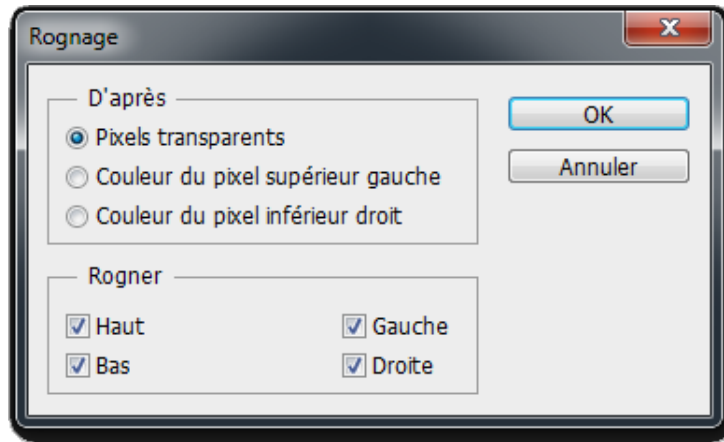 Rognage
D'après
Pixels transparents
Couleur du pixel supérieur gauche
Couleur du pixel inférieur droit
OK
Annuler
Rogner
Haut
Gauche
Bas
Droite